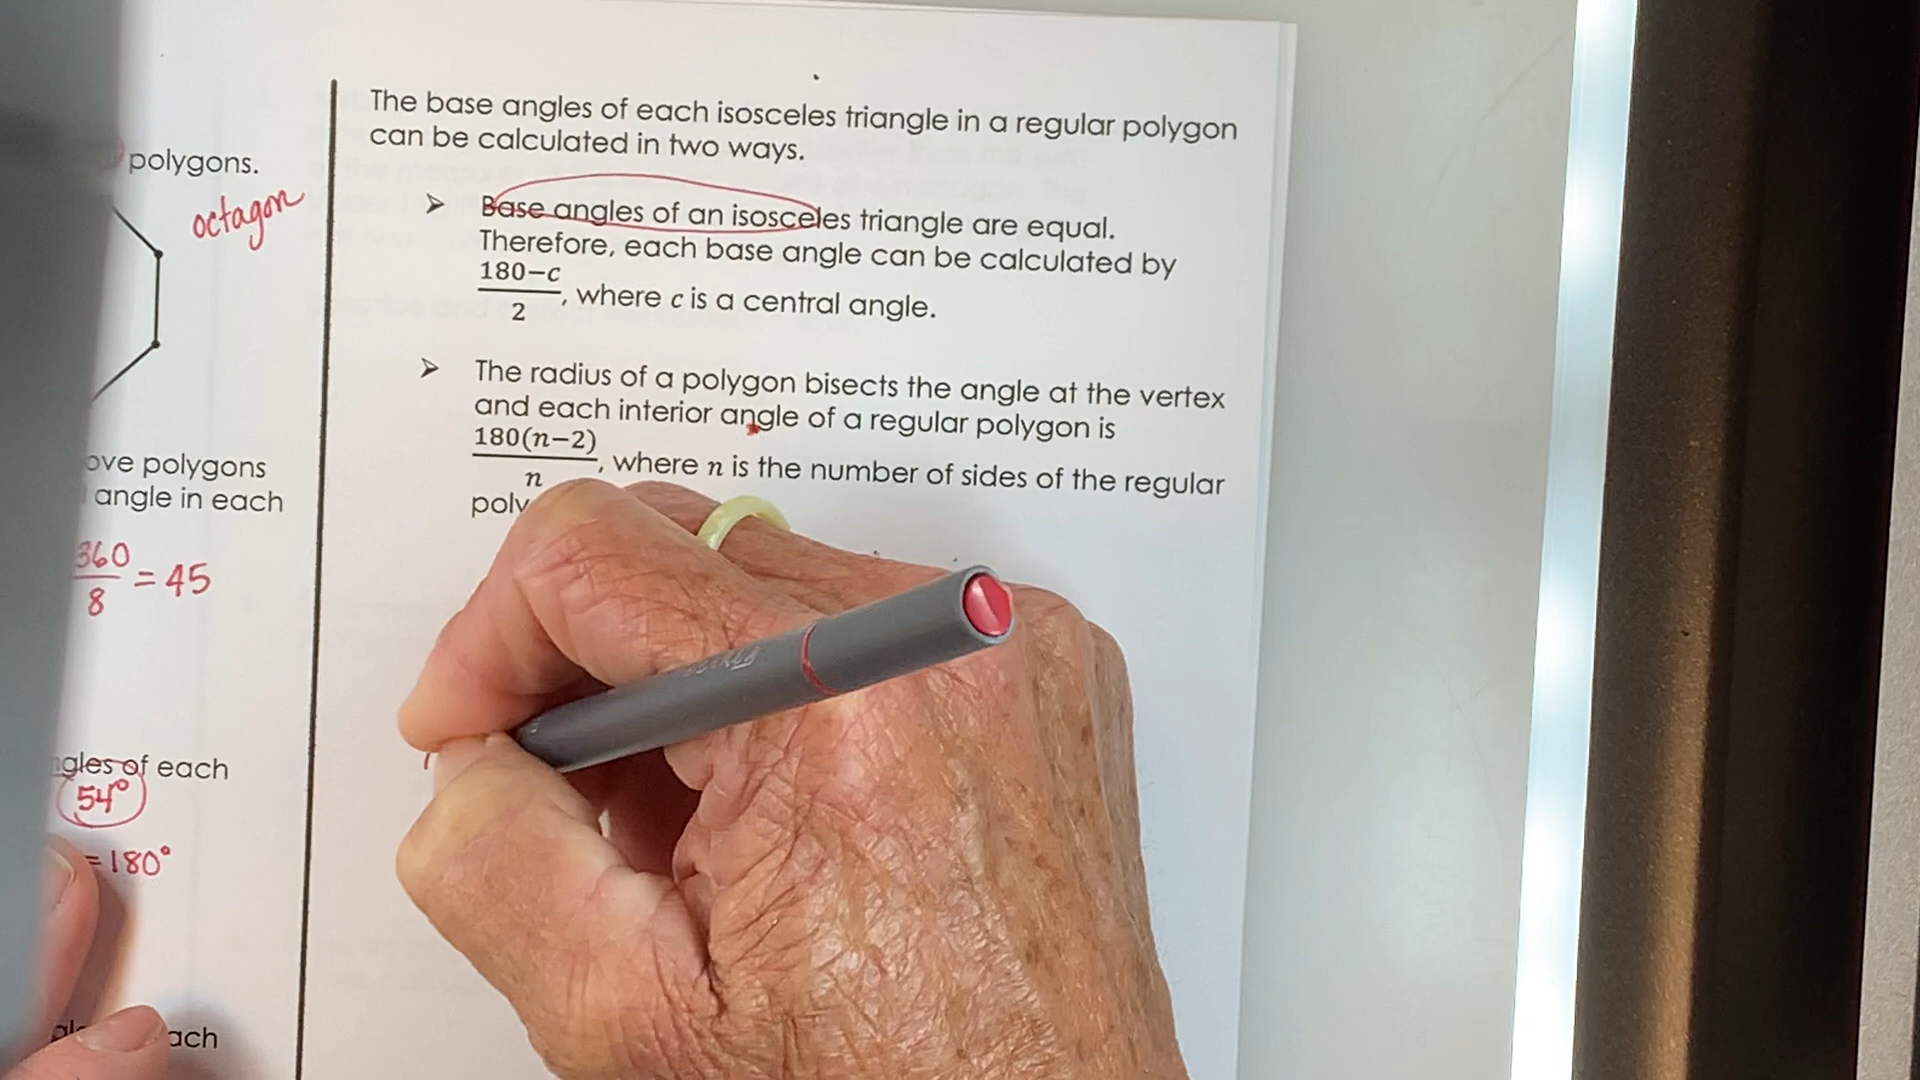 polygons.
octagon
polygons
angle in each
360
8
= 45
of each
54°
= 180°
The base angles of each isosceles triangle in a regular polygon
can be calculated in two ways.
➢ Base angles of an isosceles triangle are equal.
Therefore, each base angle can be calculated by
180−c
2
, where c is a central angle.
➢ The radius of a polygon bisects the angle at the vertex
and each interior angle of a regular polygon is
180(n−2)
n
, where n is the number of sides of the regular